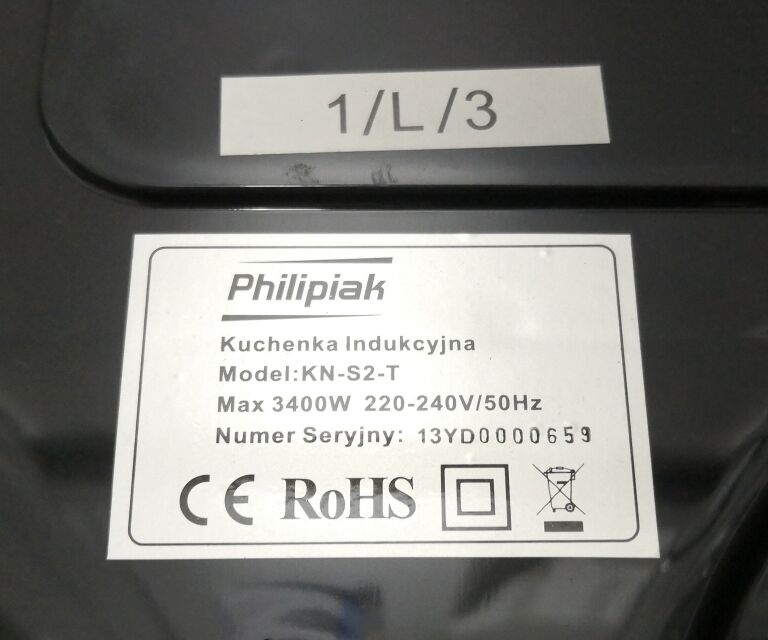 1/L/3
Philipiak
Kuchenka Indukcyjna
Model:KN-S2-T
Max 3400W 220-240V/50Hz
Numer Seryjny: 13YD0000659
CE RoHS